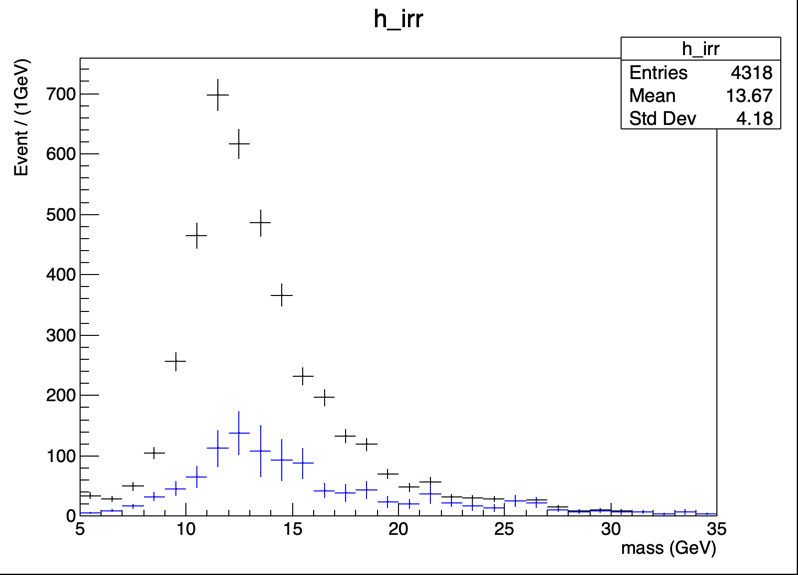 h_irr
h_irr
Entries 4318
Mean 13.67
Std Dev 4.18
Event / (1GeV)
700
600
500
400
300
200
100
0
5 10 15 20 25 30 35
mass (GeV)